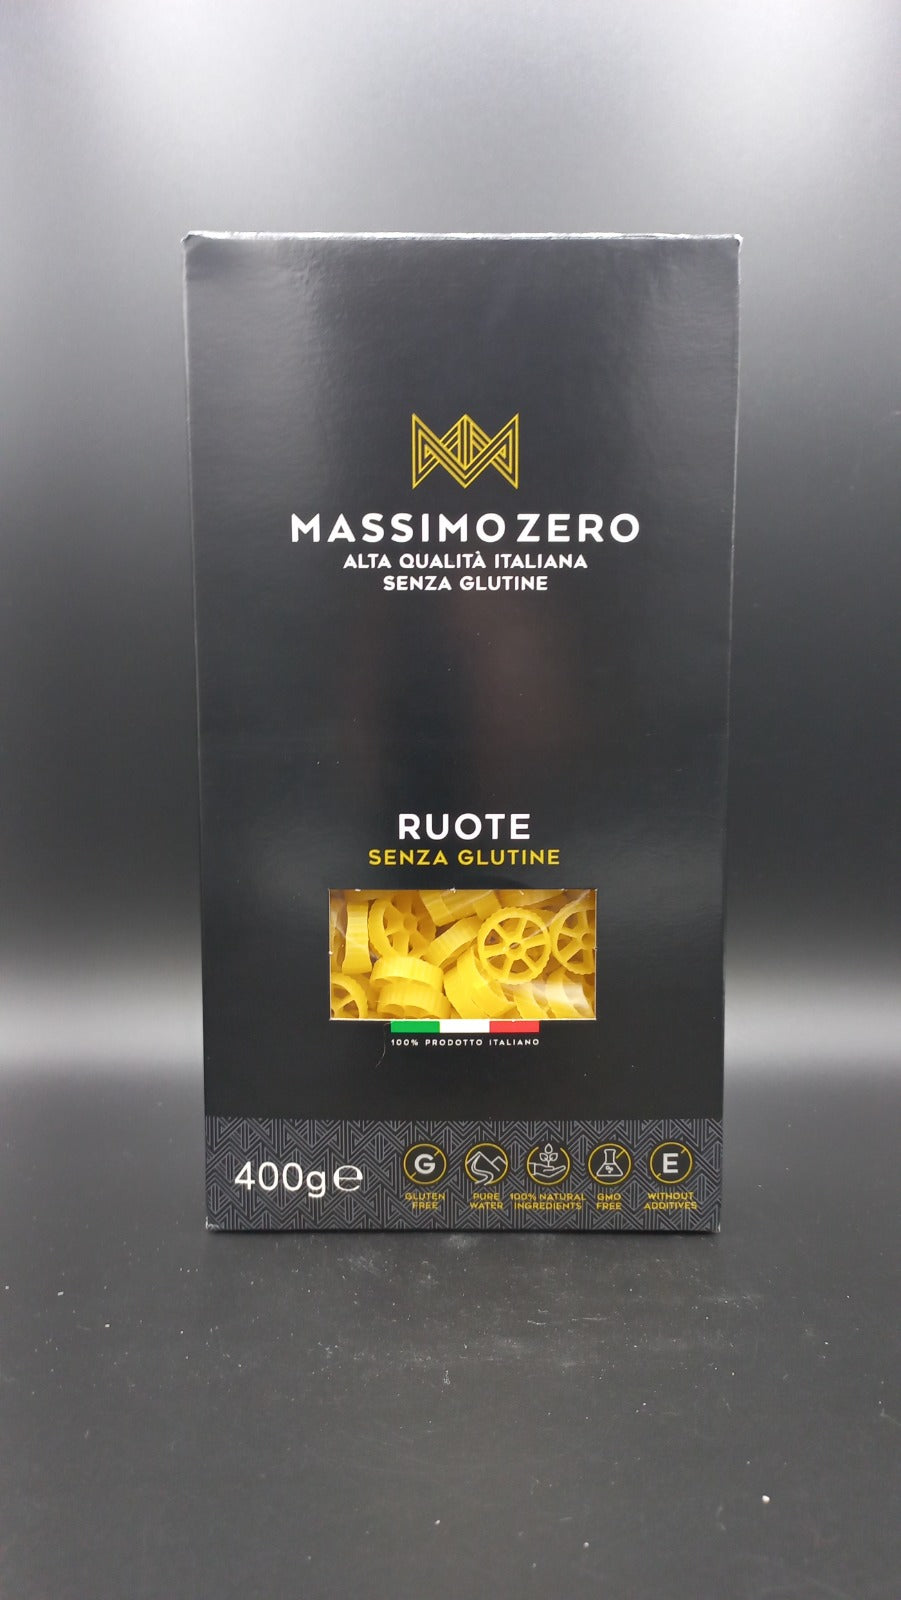 MASSIMO ZERO
ALTA QUALITÀ ITALIANA
SENZA GLUTINE
RUOTE
SENZA GLUTINE
100% PRODOTTO ITALIANO
400g℮
G
GLUTEN
FREE
PURE
WATER
100% NATURAL
INGREDIENTS
GMO
FREE
E
WITHOUT
ADDITIVES